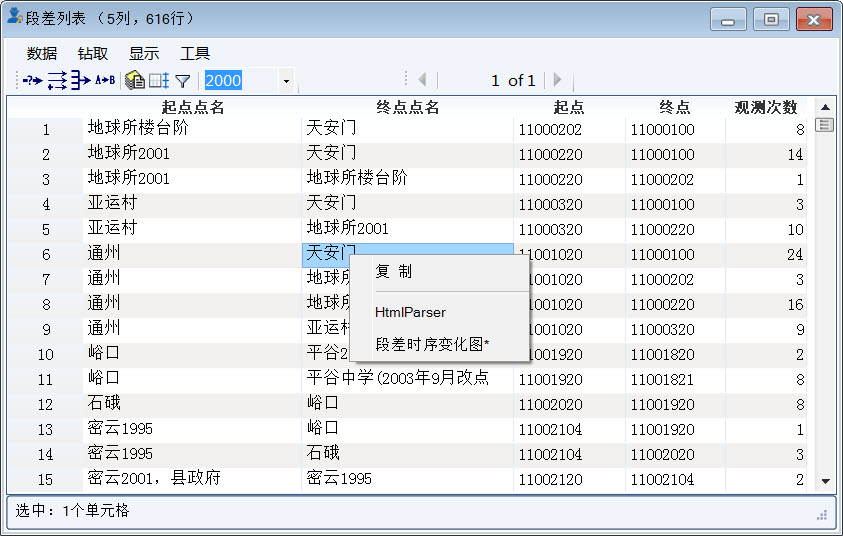 段差列表 （5列，616行）
数据 钻取 显示 工具
-?→ A→B 2000 1 of 1
起点点名 终点点名 起点 终点 观测次数
1 地球所楼台阶 天安门 11000202 11000100 8
2 地球所2001 天安门 11000220 11000100 14
3 地球所2001 地球所楼台阶 11000220 11000202 1
4 亚运村 天安门 11000320 11000100 3
5 亚运村 地球所2001 11000320 11000220 10
6 通州 天安门 11001020 11000100 24
7 通州 地球 1001020 11000202 3
8 通州 地球 1001020 11000220 16
9 通州 亚运 1001020 11000320 9
10 峪口 平谷2 1001920 11001820 2
11 峪口 平谷中学(2003年9月改点 11001920 11001821 8
12 石硪 峪口 11002020 11001920 8
13 密云1995 峪口 11002104 11001920 1
14 密云1995 石硪 11002104 11002020 3
15 密云2001，县政府 密云1995 11002120 11002104 2
复 制
HtmlParser
段差时序变化图*
选中：1个单元格